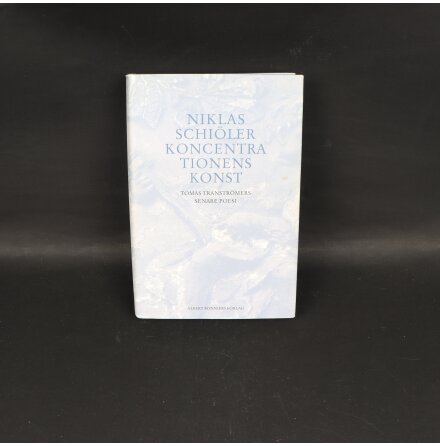 NIKLAS
SCHIÖLER
KONCENTRA
TIONENS
KONST
TOMAS TRANSTRÖMERS
SENARE POESI
ALBERT BONNIERS FÖRLAG